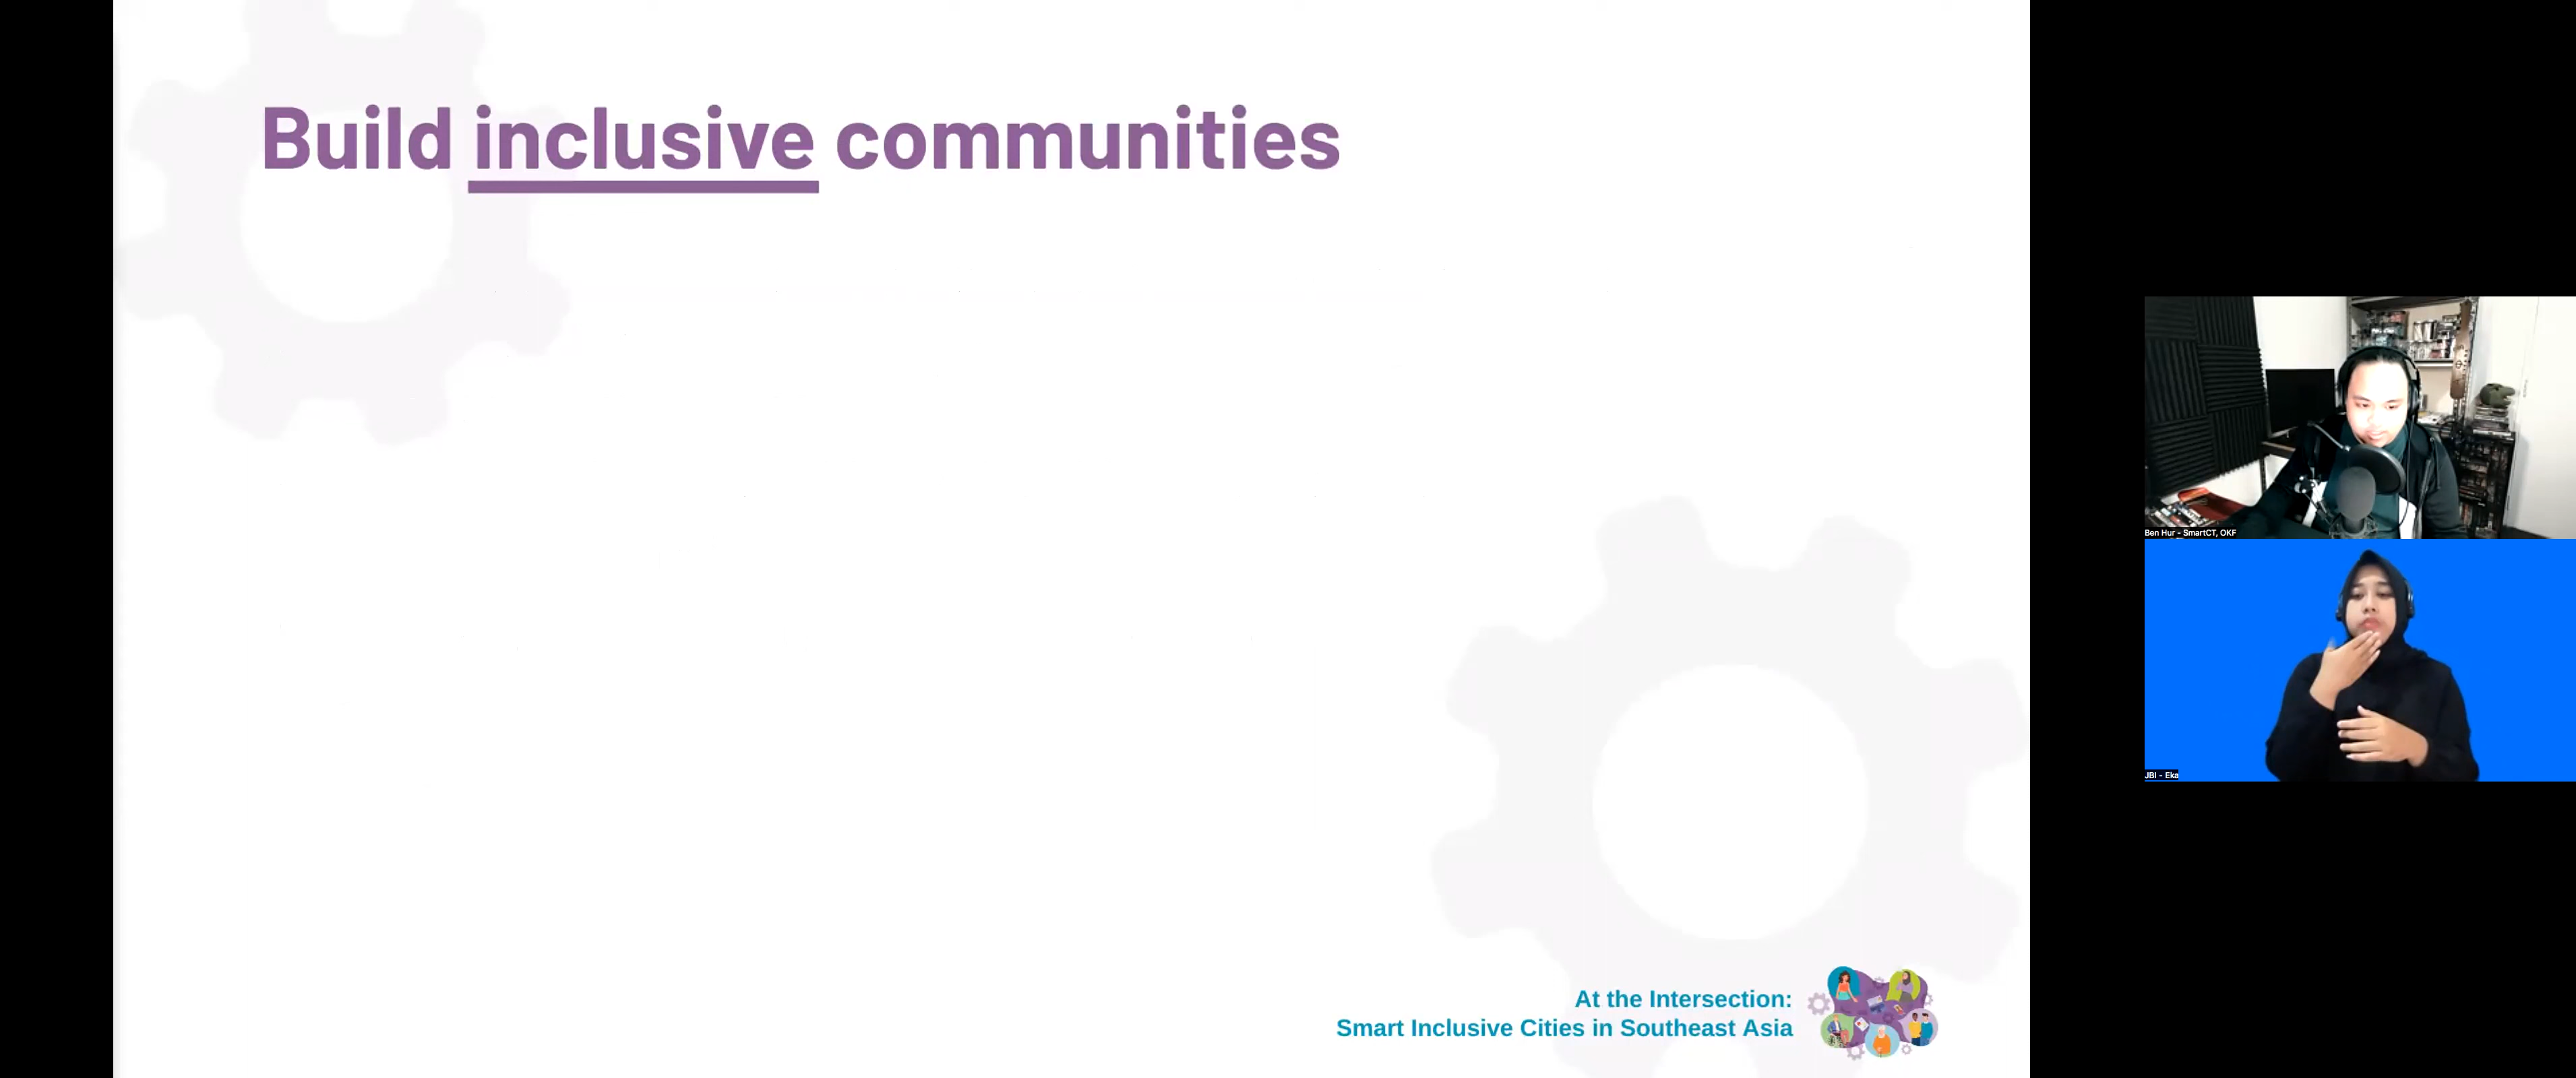 Build inclusive communities
At the Intersection:
Smart Inclusive Cities in Southeast Asia
Ben Hur - SmartCT, OKF
JBI - Eka